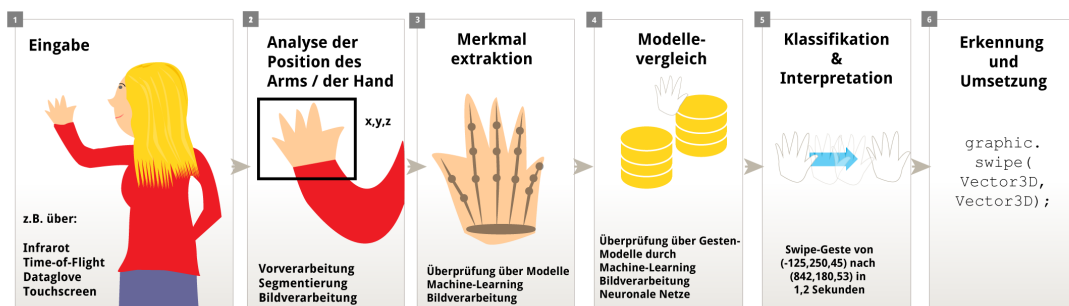 1
Eingabe
z.B. über:
Infrarot
Time-of-Flight
Dataglove
Touchscreen
2
Analyse der
Position des
Arms / der Hand
x,y,z
Vorverarbeitung
Segmentierung
Bildverarbeitung
3
Merkmal
extraktion
Überprüfung über Modelle
Machine-Learning
Bildverarbeitung
4
Modelle-
vergleich
Überprüfung über Gesten-
Modelle durch
Machine-Learning
Bildverarbeitung
Neuronale Netze
5
Klassifikation
&
Interpretation
Swipe-Geste von
(-125,250,45) nach
(842,180,53) in
1,2 Sekunden
6
Erkennung
und
Umsetzung
graphic.
swipe(
Vector3D,
Vector3D);